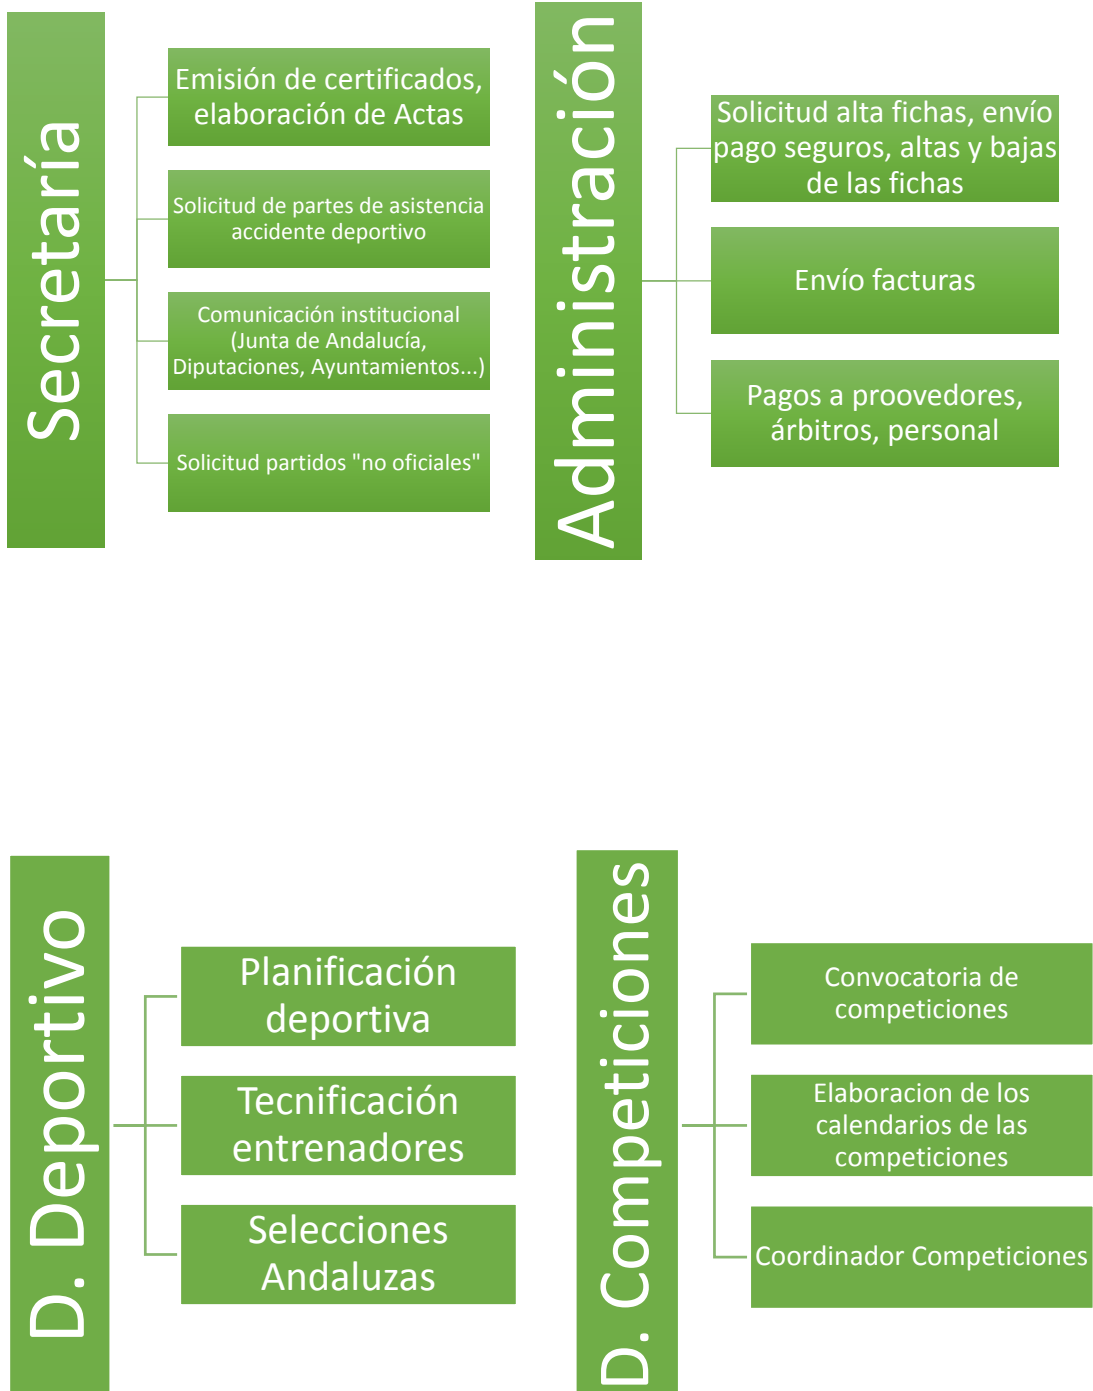 Secretaría
Emisión de certificados,
elaboración de Actas
Solicitud de partes de asistencia
accidente deportivo
Comunicación institucional
(Junta de Andalucía,
Diputaciones, Ayuntamientos...)
Solicitud partidos "no oficiales"
Administración
Solicitud alta fichas, envío
pago seguros, altas y bajas
de las fichas
Envío facturas
Pagos a proovedores,
árbitros, personal
D. Deportivo
Planificación
deportiva
Tecnificación
entrenadores
Selecciones
Andaluzas
D. Competiciones
Convocatoria de
competiciones
Elaboracion de los
calendarios de las
competiciones
Coordinador Competiciones